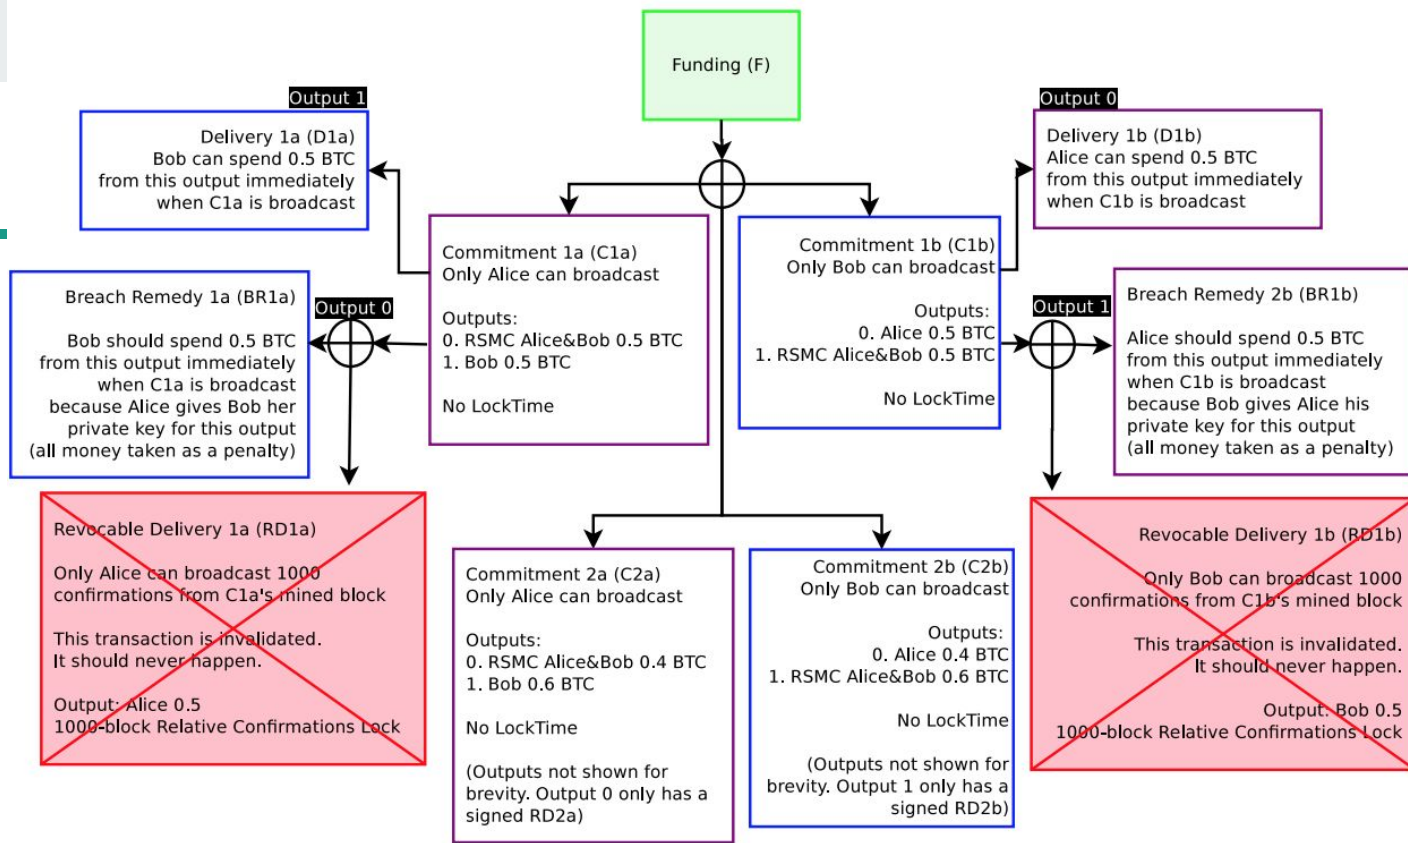 Funding (F)
Output 1
Delivery 1a (D1a)
Bob can spend 0.5 BTC
from this output immediately
when C1a is broadcast
Output 0
Delivery 1b (D1b)
Alice can spend 0.5 BTC
from this output immediately
when C1b is broadcast
Commitment 1a (C1a)
Only Alice can broadcast
Outputs:
0. RSMC Alice&Bob 0.5 BTC
1. Bob 0.5 BTC
No LockTime
Commitment 1b (C1b)
Only Bob can broadcast
Outputs:
0. Alice 0.5 BTC
1. RSMC Alice&Bob 0.5 BTC
No LockTime
Breach Remedy 1a (BR1a)
Bob should spend 0.5 BTC
from this output immediately
when C1a is broadcast
because Alice gives Bob her
private key for this output
(all money taken as a penalty)
Output 0
Output 1
Breach Remedy 2b (BR1b)
Alice should spend 0.5 BTC
from this output immediately
when C1b is broadcast
because Bob gives Alice his
private key for this output
(all money taken as a penalty)
Revocable Delivery 1a (RD1a)
Only Alice can broadcast 1000
confirmations from C1a's mined block
This transaction is invalidated.
It should never happen.
Output: Alice 0.5
1000-block Relative Confirmations Lock
Commitment 2a (C2a)
Only Alice can broadcast
Outputs:
0. RSMC Alice&Bob 0.4 BTC
1. Bob 0.6 BTC
No LockTime
(Outputs not shown for
brevity. Output 0 only has a
signed RD2a)
Commitment 2b (C2b)
Only Bob can broadcast
Outputs:
0. Alice 0.4 BTC
1. RSMC Alice&Bob 0.6 BTC
No LockTime
(Outputs not shown for
brevity. Output 1 only has a
signed RD2b)
Revocable Delivery 1b (RD1b)
Only Bob can broadcast 1000
confirmations from C1b's mined block
This transaction is invalidated.
It should never happen.
Output: Bob 0.5
1000-block Relative Confirmations Lock